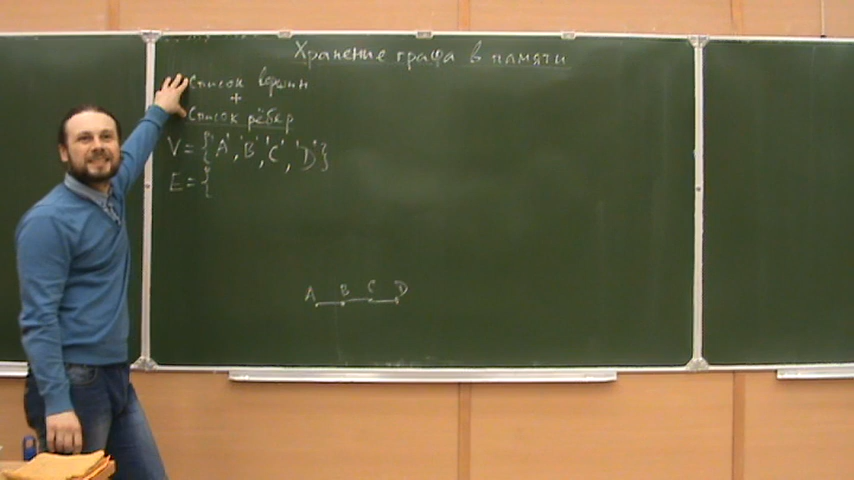 Хранение графа в памяти
Список вершин
+
Список рёбер
V = {'A', 'B', 'C', 'D'}
E = {
A B C D